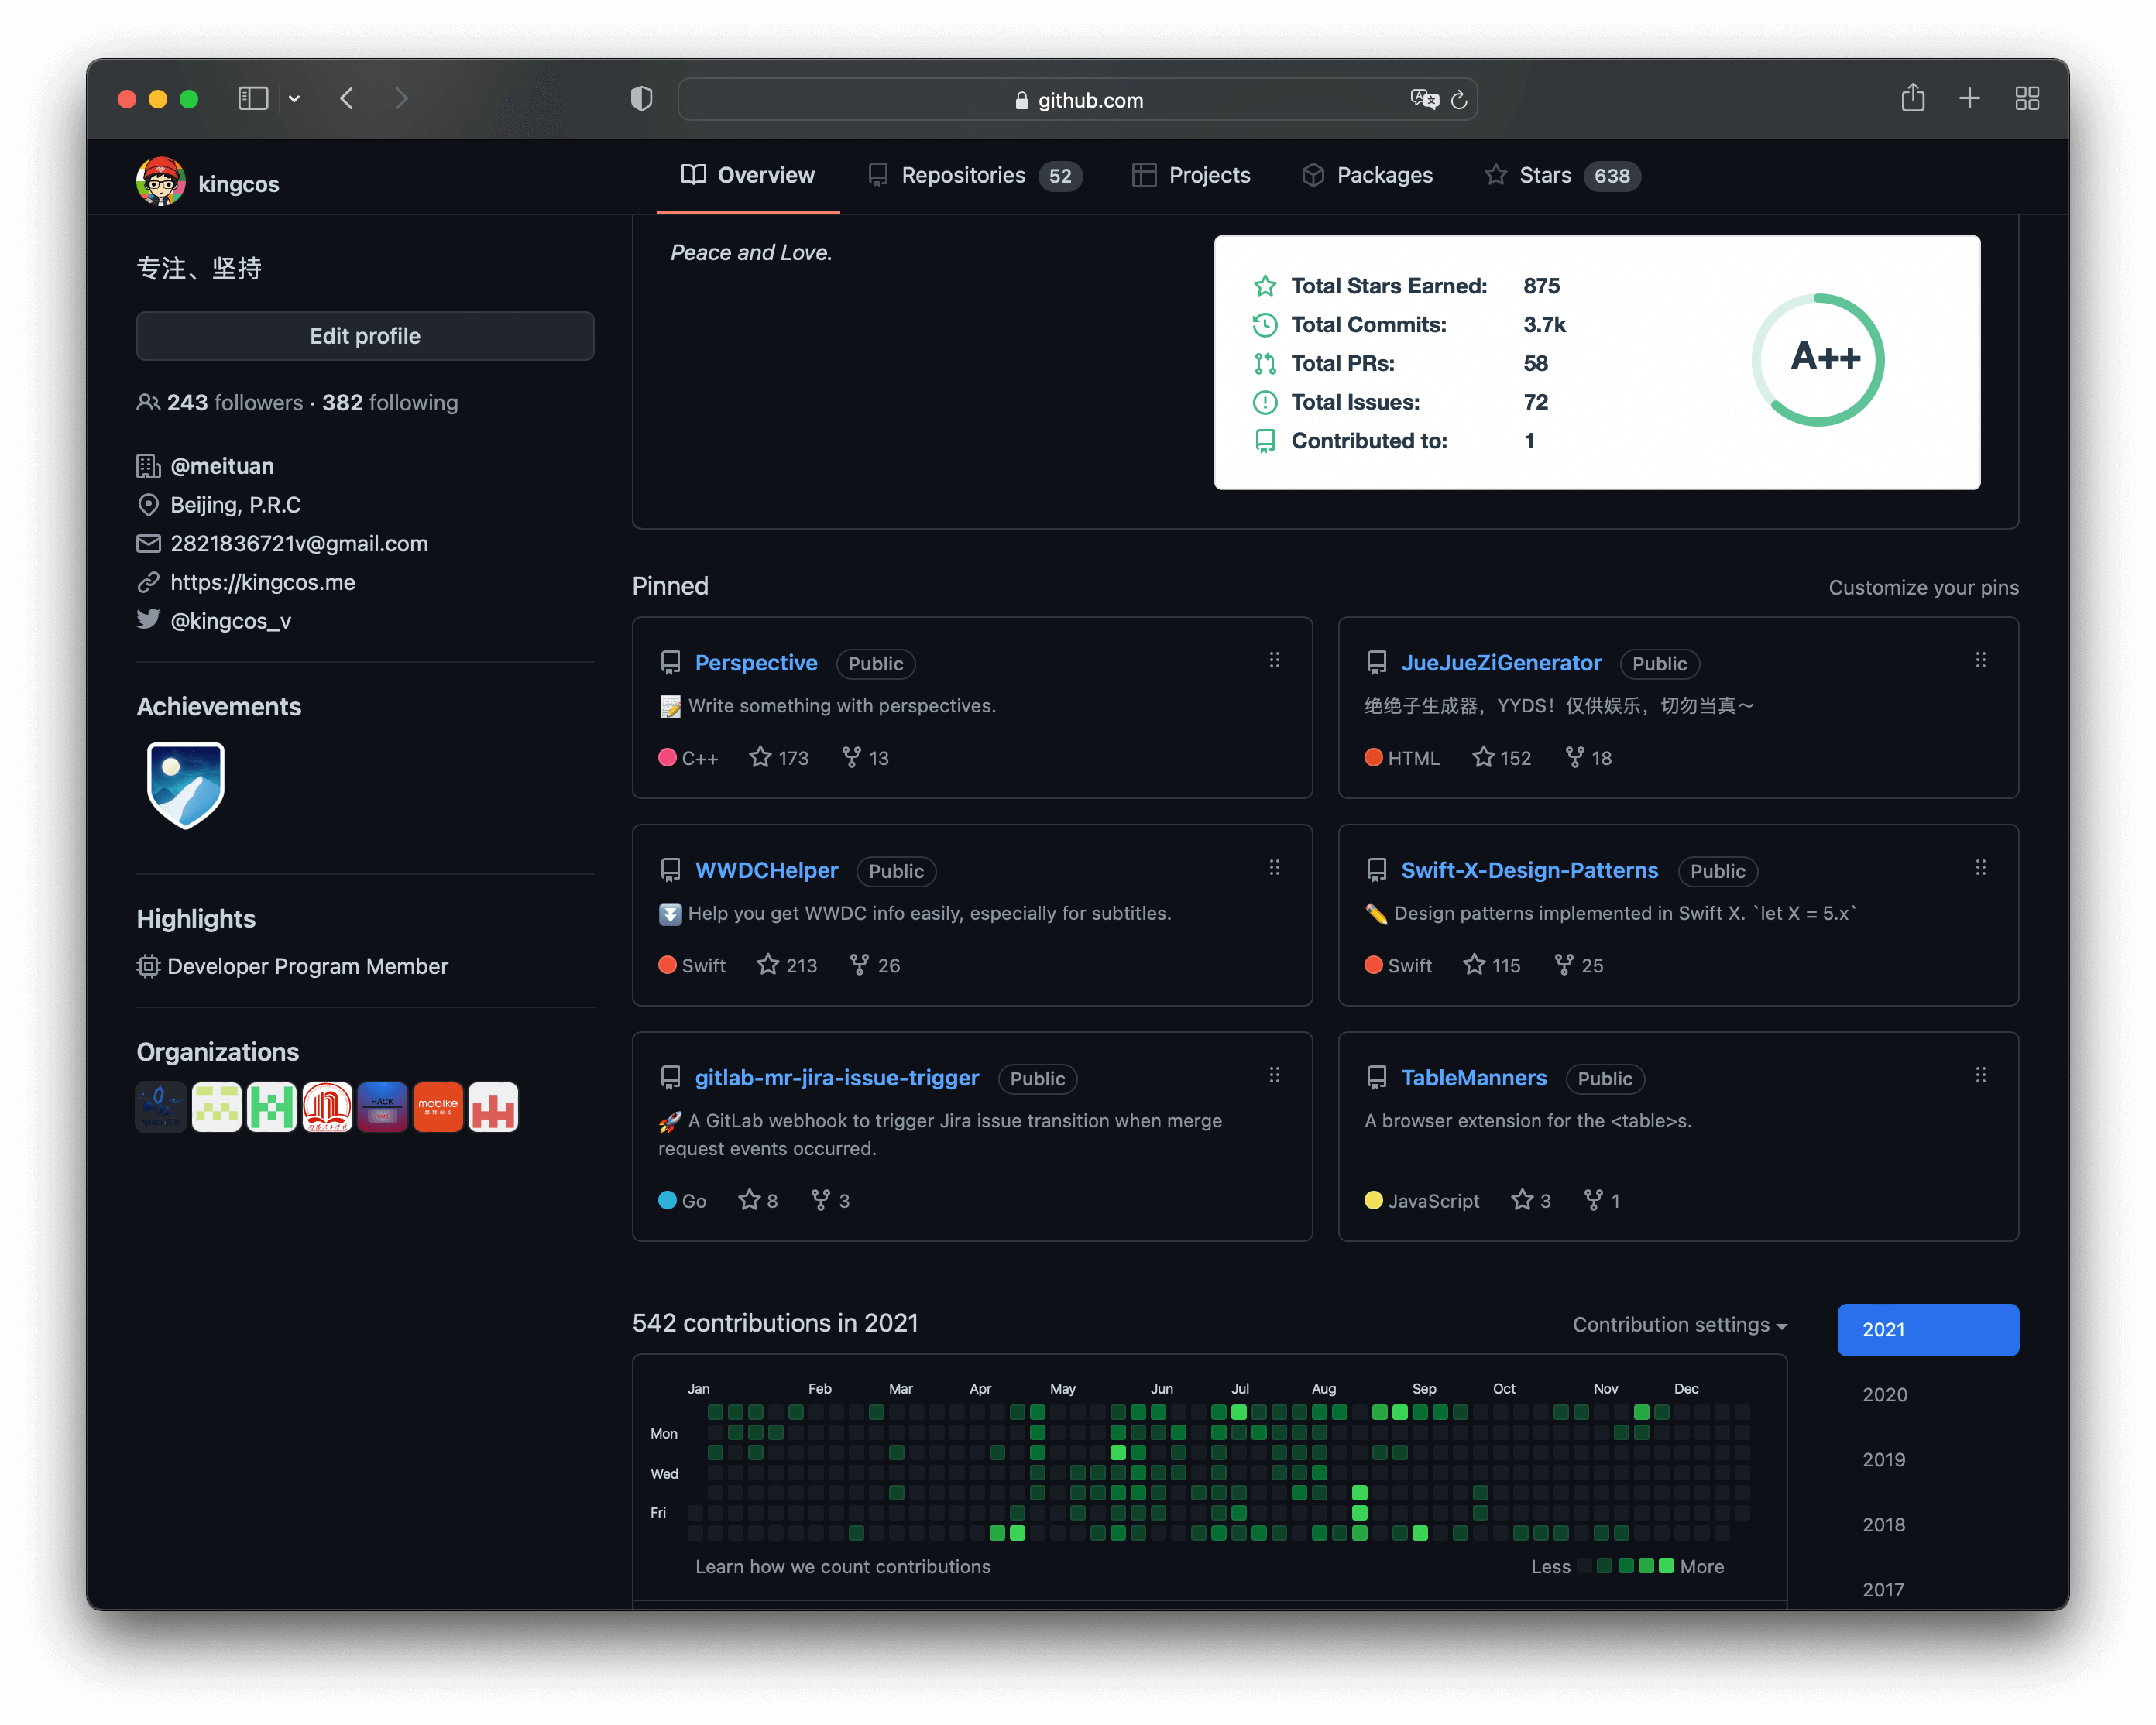 github.com
kingcos
Overview
Repositories 52
Projects
Packages
Stars 638
专注、坚持
Edit profile
243 followers · 382 following
@meituan
Beijing, P.R.C
2821836721v@gmail.com
https://kingcos.me
@kingcos_v
Achievements
Highlights
Developer Program Member
Organizations
HACK
mobike
Peace and Love.
Total Stars Earned: 875
Total Commits: 3.7k
Total PRs: 58
Total Issues: 72
Contributed to: 1
A++
Pinned
Customize your pins
Perspective Public
Write something with perspectives.
C++ 173 13
JueJueZiGenerator Public
绝绝子生成器，YYDS！仅供娱乐，切勿当真～
HTML 152 18
WWDCHelper Public
Help you get WWDC info easily, especially for subtitles.
Swift 213 26
Swift-X-Design-Patterns Public
Design patterns implemented in Swift X. `let X = 5.x`
Swift 115 25
gitlab-mr-jira-issue-trigger Public
A GitLab webhook to trigger Jira issue transition when merge
request events occurred.
Go 8 3
TableManners Public
A browser extension for the <table>s.
JavaScript 3 1
542 contributions in 2021
Contribution settings
Jan Feb Mar Apr May Jun Jul Aug Sep Oct Nov Dec
Mon
Wed
Fri
Learn how we count contributions
Less More
2021
2020
2019
2018
2017